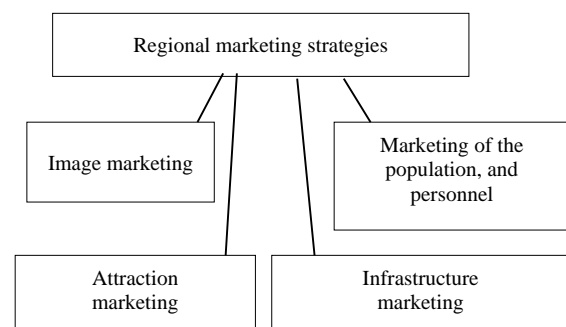 Regional marketing strategies
Image marketing
Marketing of the
population, and
personnel
Attraction
marketing
Infrastructure
marketing